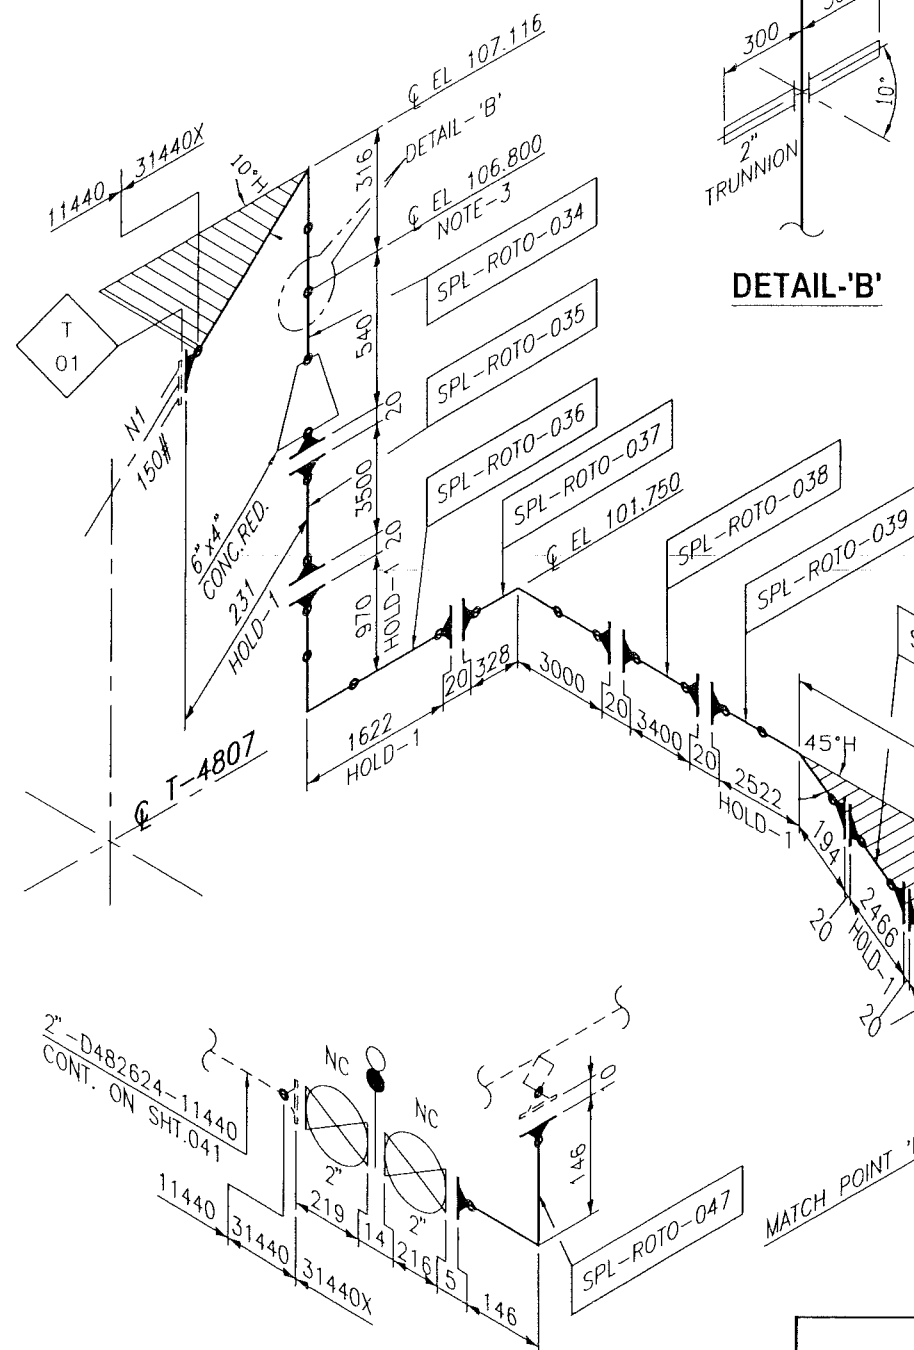 ℄ EL 107.116
DETAIL-'B'
316
℄ EL 106.800
NOTE-3
11440
31440X
10°H
T
01
N1
150#
SPL-ROTO-034
540
SPL-ROTO-035
20
SPL-ROTO-036
3500
20
970
HOLD-1
6"x4"
CONC.RED.
231
HOLD-1
SPL-ROTO-037
℄ EL 101.750
SPL-ROTO-038
SPL-ROTO-039
℄ T-4807
1622
HOLD-1
20
328
3000
20
3400
20
2522
HOLD-1
45°H
194
20
2466
HOLD-1
20
300
10°
2"
TRUNNION
DETAIL-'B'
2"-D482624-11440
CONT. ON SHT.041
NC
NC
2"
2"
11440
31440
31440X
219
14
216
5
146
10
146
SPL-ROTO-047
MATCH POINT